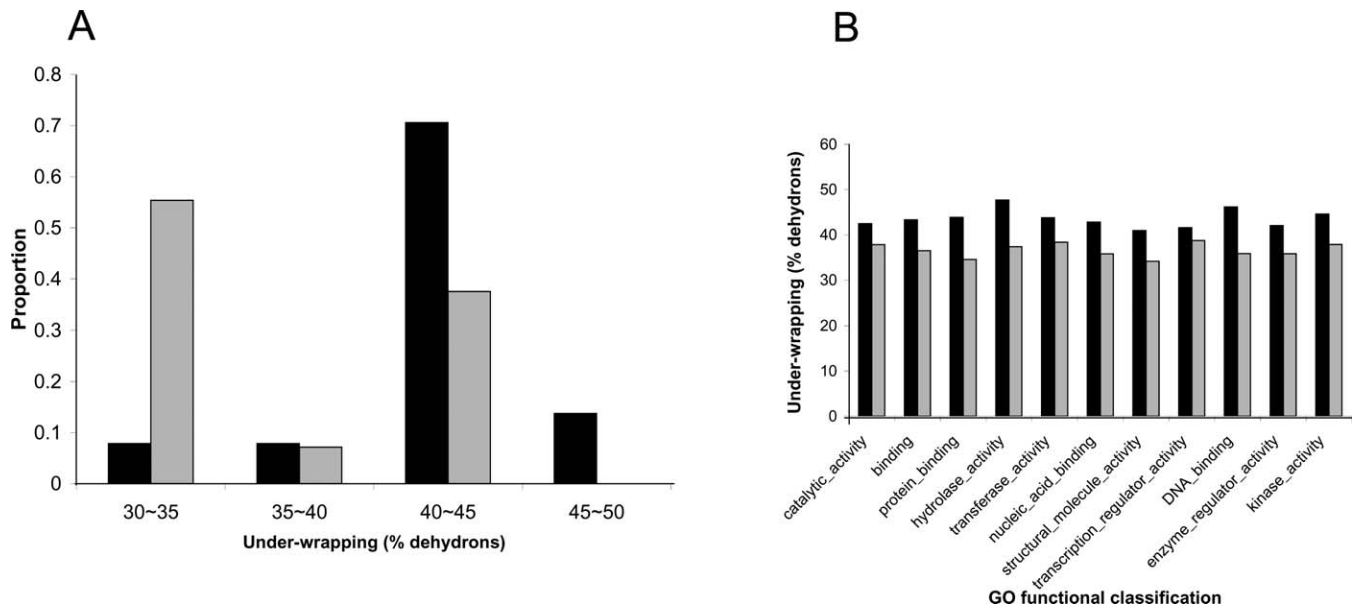 A
0.8
0.7
0.6
0.5
0.4
0.3
0.2
0.1
0
Proportion
30~35 35~40 40~45 45~50
Under-wrapping (% dehydrons)
B
60
50
40
30
20
10
0
Under-wrapping (% dehydrons)
catalytic_activity
binding
protein_binding
hydrolase_activity
transferase_activity
nucleic_acid_binding
structural_molecule_activity
transcription_regulator_activity
DNA_binding
enzyme_regulator_activity
kinase_activity
GO functional classification